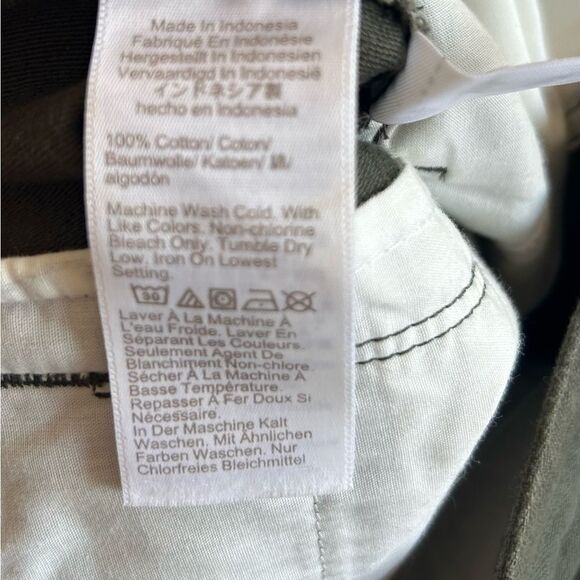 Made In Indonesia
Fabriqué En Indonésie
Hergestellt In Indonesien
Vervaardigd In Indonesia
インドネシア製
hecho en Indonesia
100% Cotton/ Coton/
Baumwolle/ Katoen/ 綿/
algodón
Machine Wash Cold. With
Like Colors. Non-chlorine
Bleach Only. Tumble Dry
Low. Iron On Lowest
Setting.
30
Laver À La Machine À
L'eau Froide. Laver En
Séparant Les Couleurs.
Seulement Agent De
Blanchiment Non-chlore.
Sécher À La Machine À
Basse Température.
Repasser À Fer Doux Si
Nécessaire.
In Der Maschine Kalt
Waschen. Mit Ähnlichen
Farben Waschen. Nur
Chlorfreies Bleichmittel